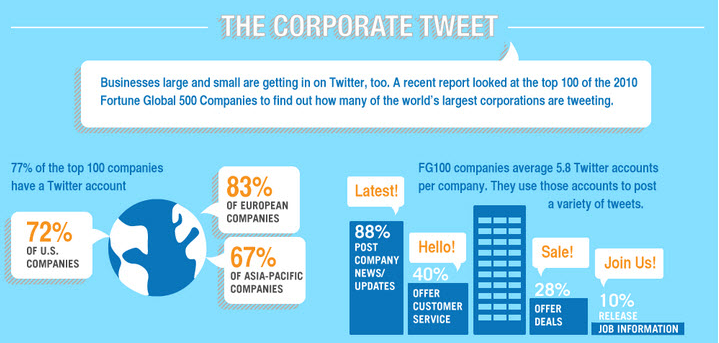 THE CORPORATE TWEET
Businesses large and small are getting in on Twitter, too. A recent report looked at the top 100 of the 2010
Fortune Global 500 Companies to find out how many of the world's largest corporations are tweeting.
77% of the top 100 companies
have a Twitter account
83%
OF EUROPEAN
COMPANIES
72%
OF U.S.
COMPANIES
67%
OF ASIA-PACIFIC
COMPANIES
FG100 companies average 5.8 Twitter accounts
per company. They use those accounts to post
a variety of tweets.
Latest!
88%
POST
COMPANY
NEWS/
UPDATES
Hello!
40%
OFFER
CUSTOMER
SERVICE
Sale!
28%
OFFER
DEALS
Join Us!
10%
RELEASE
JOB INFORMATION